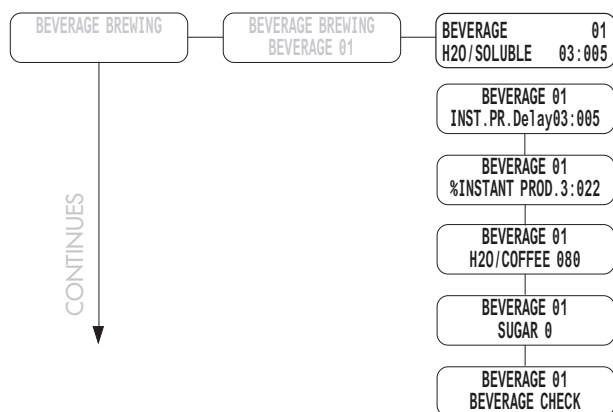 BEVERAGE BREWING
BEVERAGE BREWING
BEVERAGE 01
BEVERAGE 01
H2O/SOLUBLE 03:005
BEVERAGE 01
INST.PR.Delay03:005
BEVERAGE 01
%INSTANT PROD.3:022
BEVERAGE 01
H2O/COFFEE 080
BEVERAGE 01
SUGAR 0
BEVERAGE 01
BEVERAGE CHECK
CONTINUES